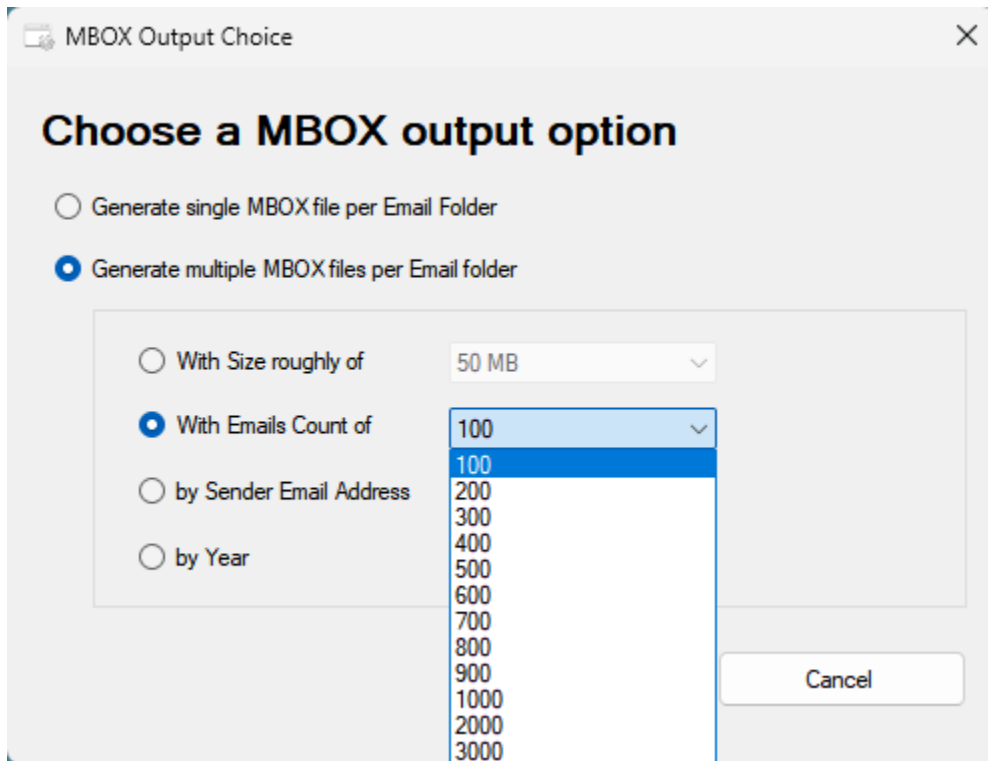 MBOX Output Choice
Choose a MBOX output option
Generate single MBOX file per Email Folder
Generate multiple MBOX files per Email folder
With Size roughly of 50 MB
With Emails Count of 100
100
by Sender Email Address 200
300
400
by Year 500
600
700
800
900
Cancel 1000
2000
3000